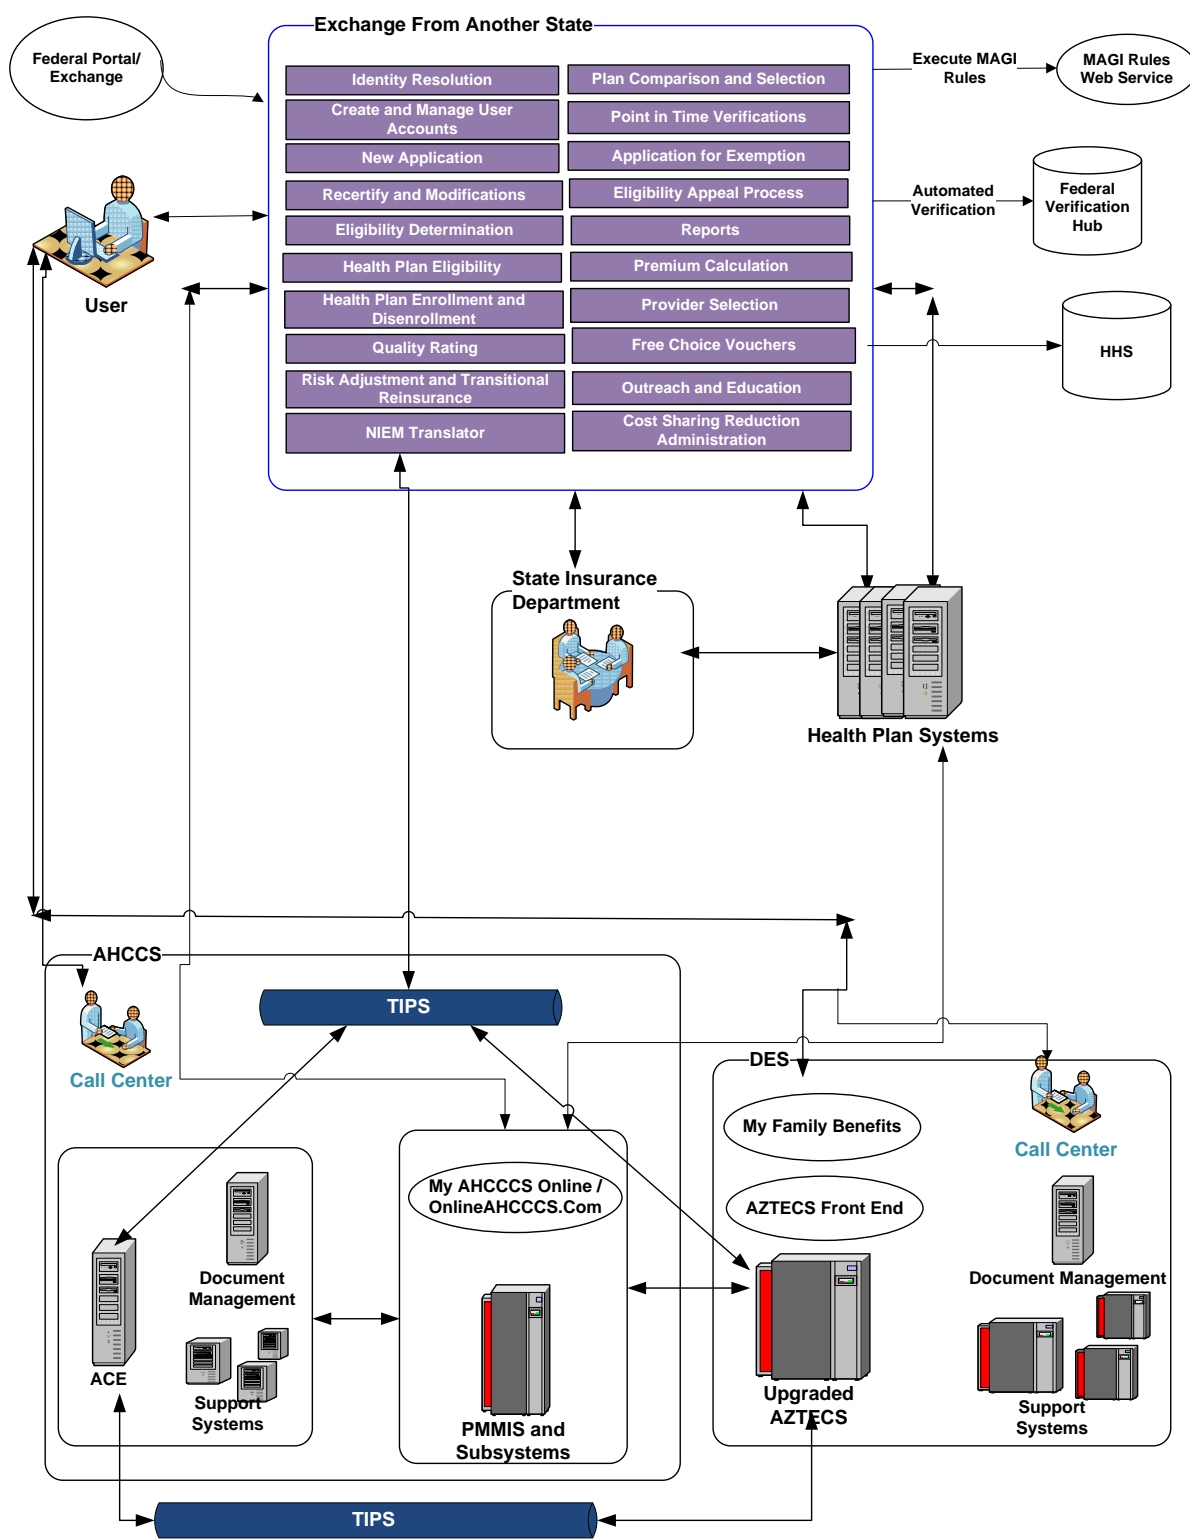 Exchange From Another State
Federal Portal/
Exchange
Identity Resolution
Create and Manage User
Accounts
New Application
Recertify and Modifications
Eligibility Determination
Health Plan Eligibility
Health Plan Enrollment and
Disenrollment
Quality Rating
Risk Adjustment and Transitional
Reinsurance
NIEM Translator
Plan Comparison and Selection
Point in Time Verifications
Application for Exemption
Eligibility Appeal Process
Reports
Premium Calculation
Provider Selection
Free Choice Vouchers
Outreach and Education
Cost Sharing Reduction
Administration
Execute MAGI
Rules
MAGI Rules
Web Service
Automated
Verification
Federal
Verification
Hub
HHS
User
State Insurance
Department
Health Plan Systems
AHCCS
TIPS
Call Center
DES
My Family Benefits
Call Center
My AHCCCS Online /
OnlineAHCCCS.Com
AZTECS Front End
Document
Management
Document Management
ACE
Support
Systems
PMMIS and
Subsystems
Upgraded
AZTECS
Support
Systems
TIPS